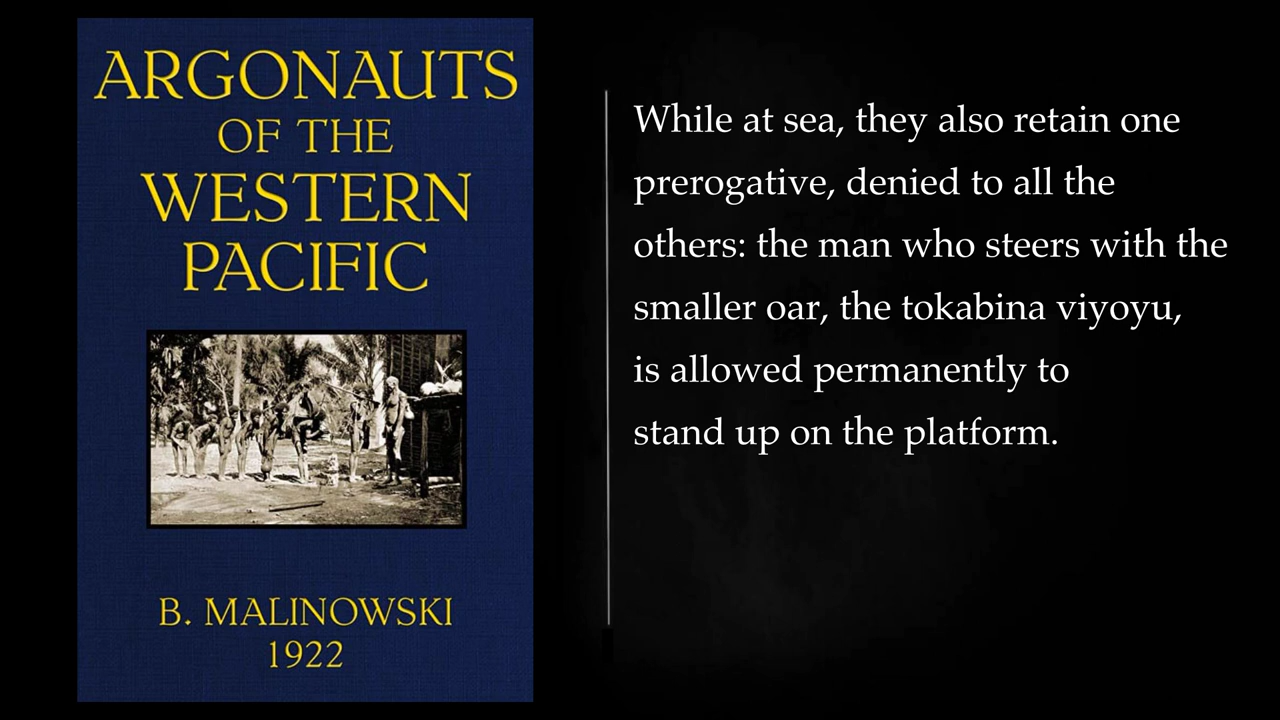 ARGONAUTS
OF THE
WESTERN
PACIFIC
B. MALINOWSKI
1922
While at sea, they also retain one
prerogative, denied to all the
others: the man who steers with the
smaller oar, the tokabina viyoyu,
is allowed permanently to
stand up on the platform.